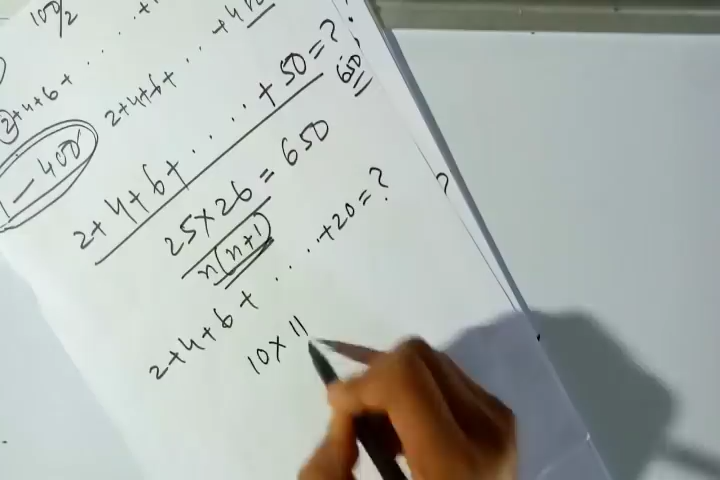 100/2
2+4+6+ ..... +
2+4+6+ .. +4
- 400
2+4+6+ ..... +50=?
650
25×26=650
n(n+1)
2+4+6+ .... +20=?
10×11